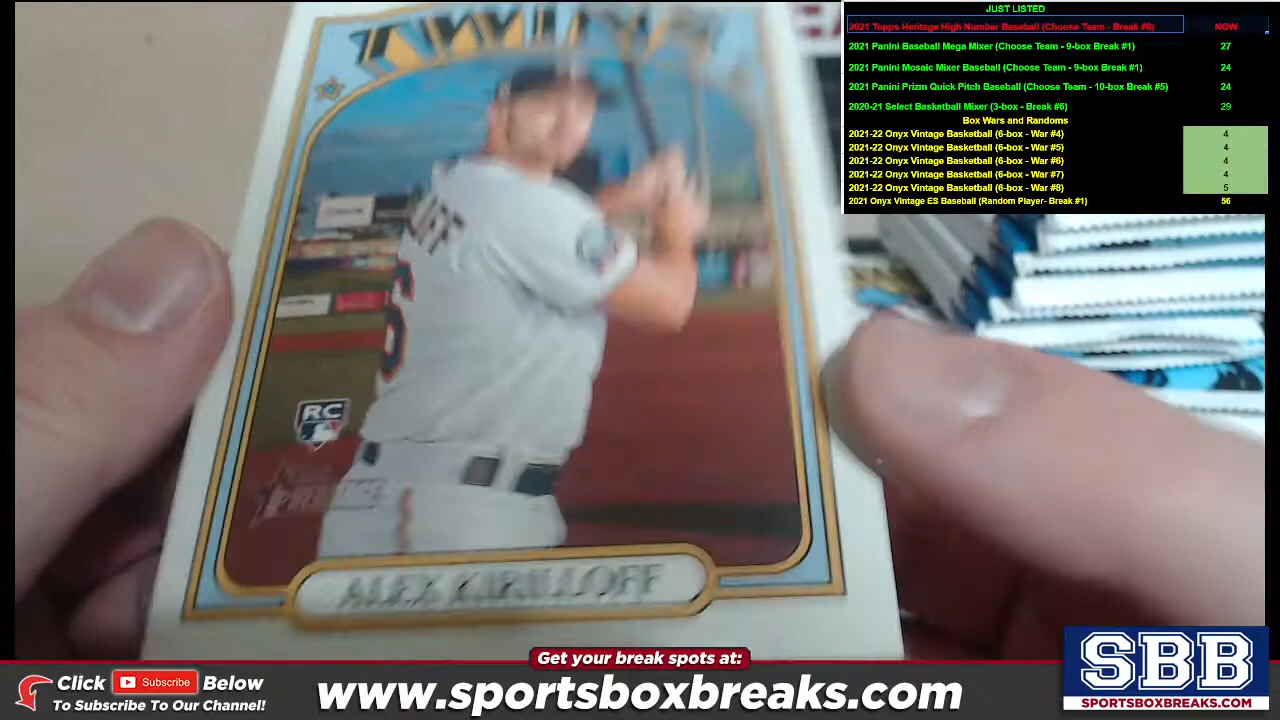 JUST LISTED
2021 Topps Heritage High Number Baseball (Choose Team - Break #6) NOW
2021 Panini Baseball Mega Mixer (Choose Team - 9-box Break #1) 27
2021 Panini Mosaic Mixer Baseball (Choose Team - 9-box Break #1) 24
2021 Panini Prizm Quick Pitch Baseball (Choose Team - 10-box Break #5) 24
2020-21 Select Basketball Mixer (3-box - Break #6) 29
Box Wars and Randoms
2021-22 Onyx Vintage Basketball (6-box - War #4) 4
2021-22 Onyx Vintage Basketball (6-box - War #5) 4
2021-22 Onyx Vintage Basketball (6-box - War #6) 4
2021-22 Onyx Vintage Basketball (6-box - War #7) 4
2021-22 Onyx Vintage Basketball (6-box - War #8) 5
2021 Onyx Vintage ES Baseball (Random Player- Break #1) 56
TWINS
RC
ALEX KIRILLOFF
Get your break spots at:
Click Subscribe Below
To Subscribe To Our Channel!
www.sportsboxbreaks.com
SBB
SPORTSBOXBREAKS.COM